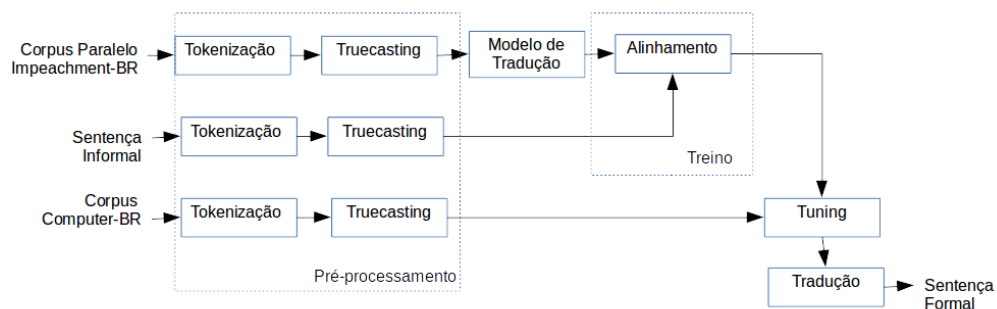 Corpus Paralelo
Impeachment-BR
Tokenização
Truecasting
Modelo de
Tradução
Alinhamento
Sentença
Informal
Tokenização
Truecasting
Treino
Corpus
Computer-BR
Tokenização
Truecasting
Tuning
Pré-processamento
Tradução
Sentença
Formal